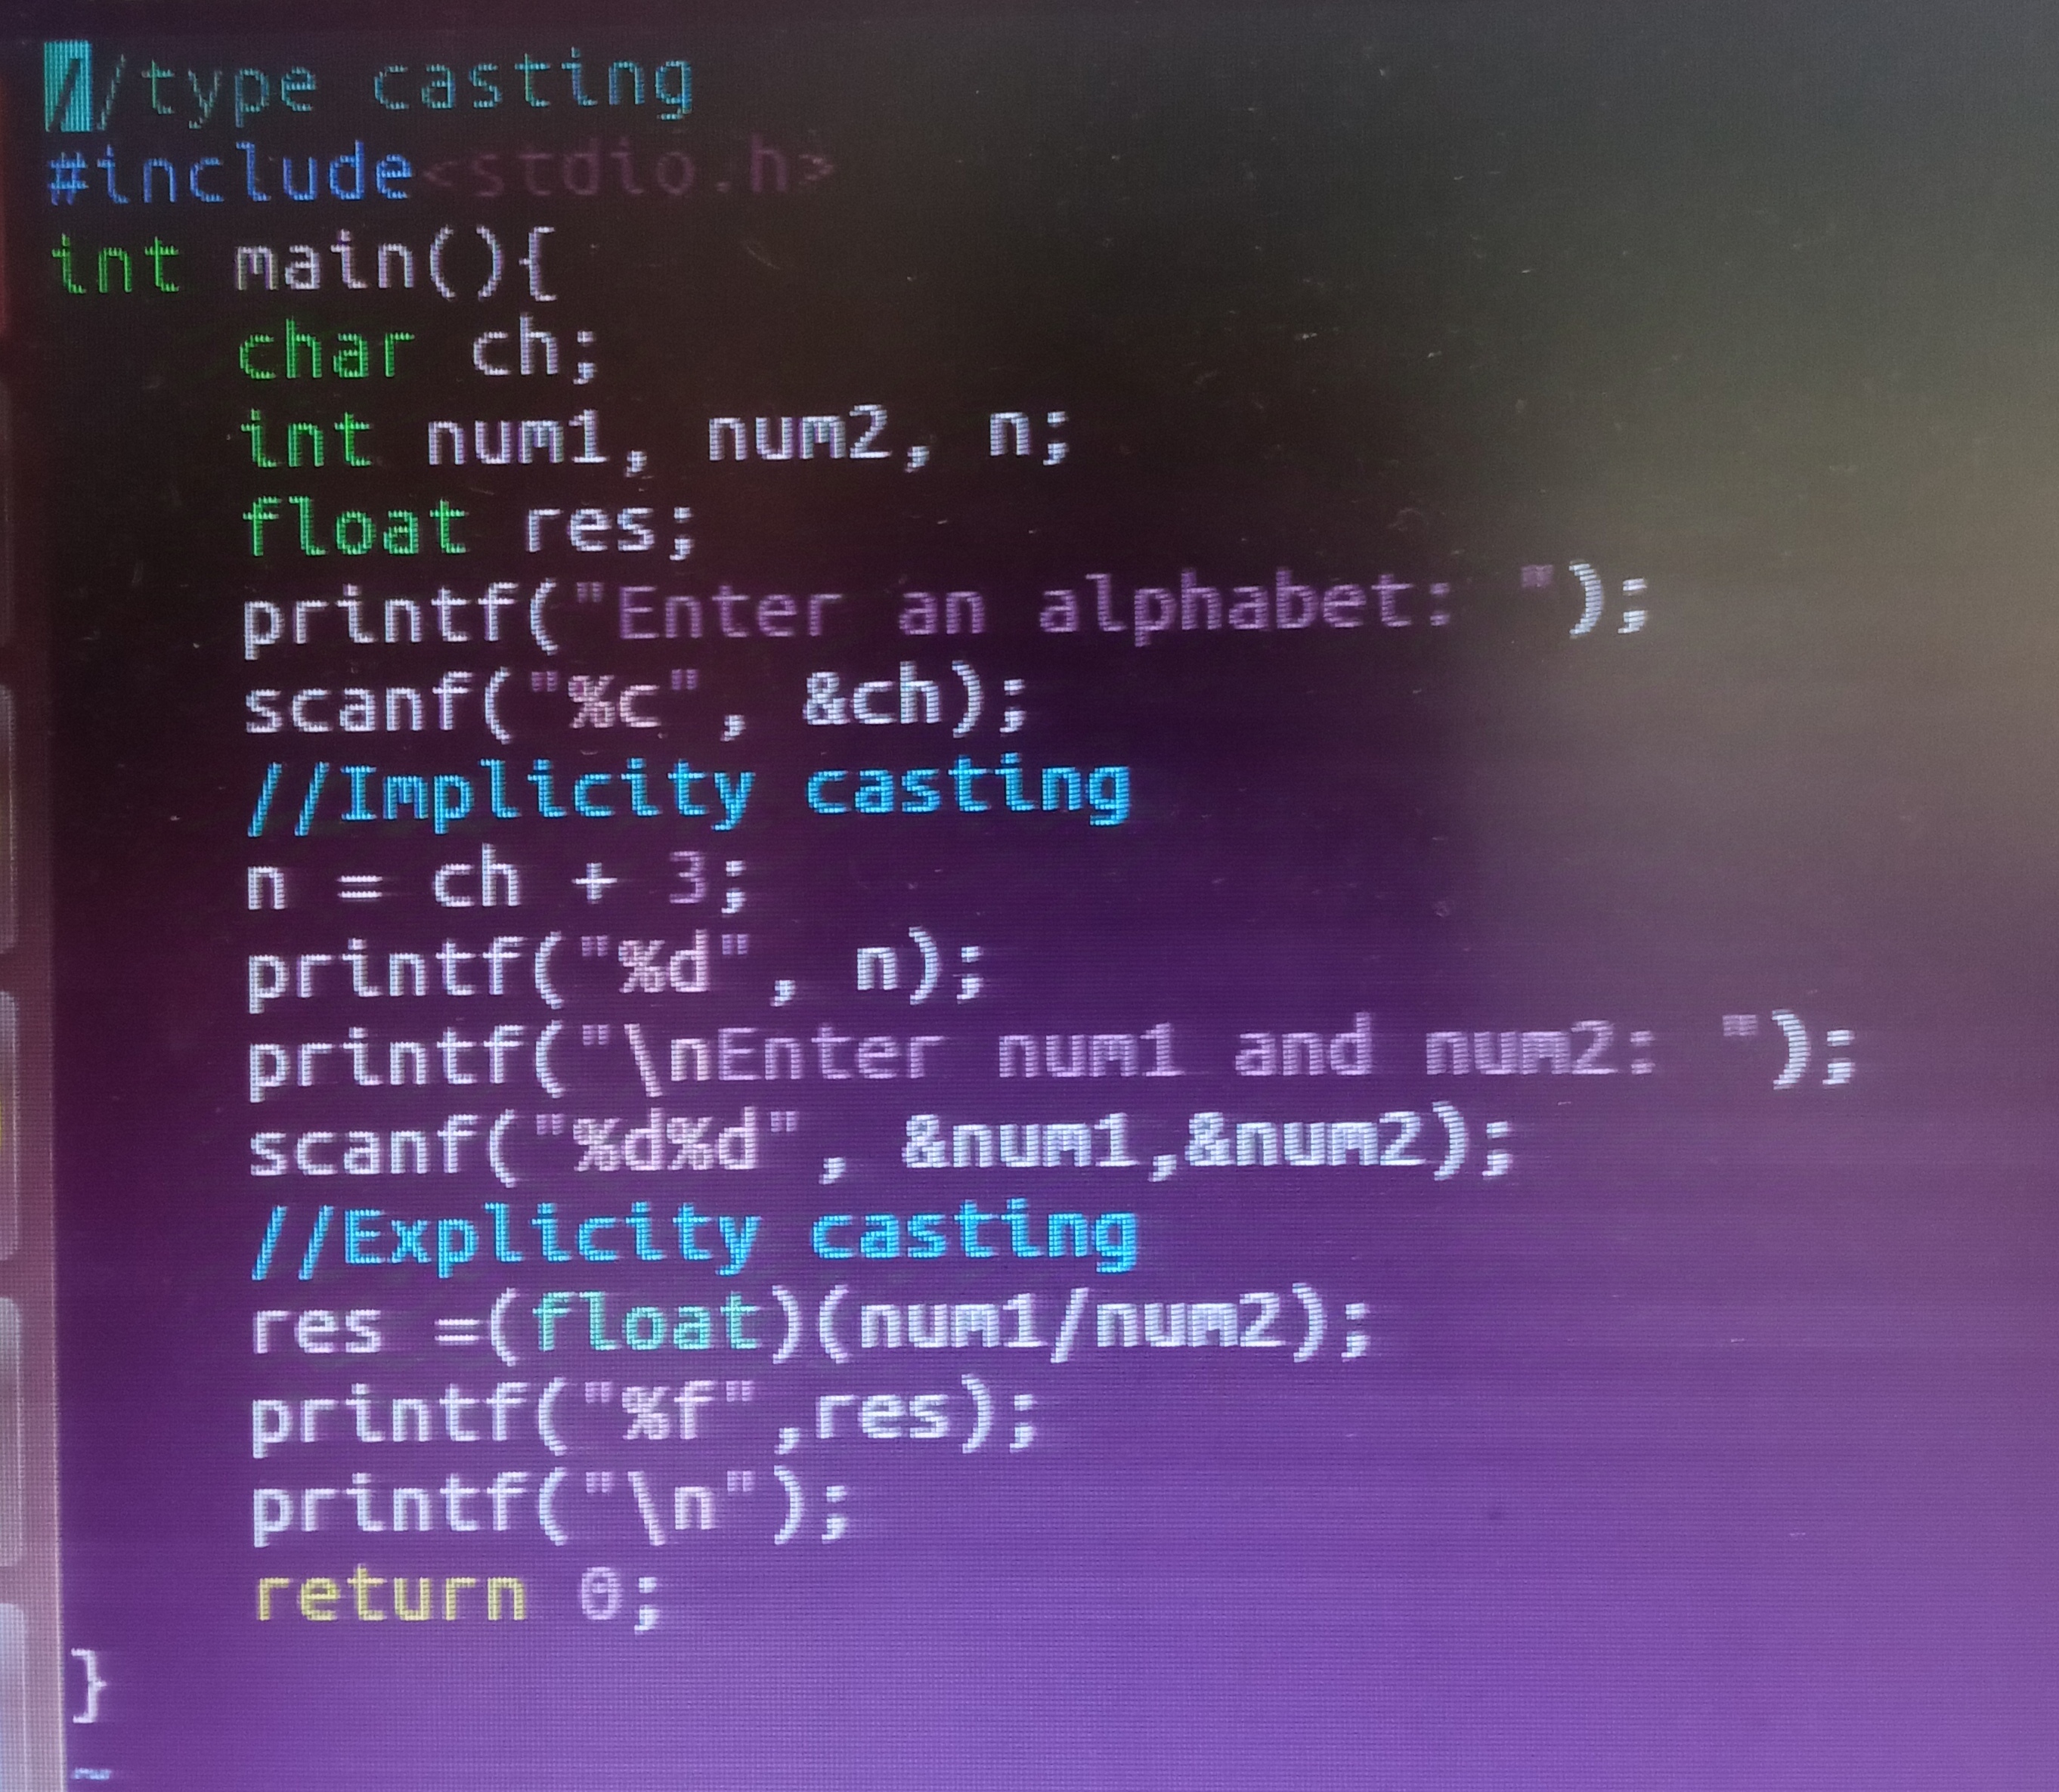 //type casting
#include<stdio.h>
int main(){
char ch;
int num1, num2, n;
float res;
printf("Enter an alphabet: ");
scanf("%c", &ch);
//Implicity casting
n = ch + 3;
printf("%d", n);
printf("\nEnter num1 and num2: ");
scanf("%d%d", &num1,&num2);
//Explicity casting
res =(float)(num1/num2);
printf("%f",res);
printf("\n");
return 0;
}
~